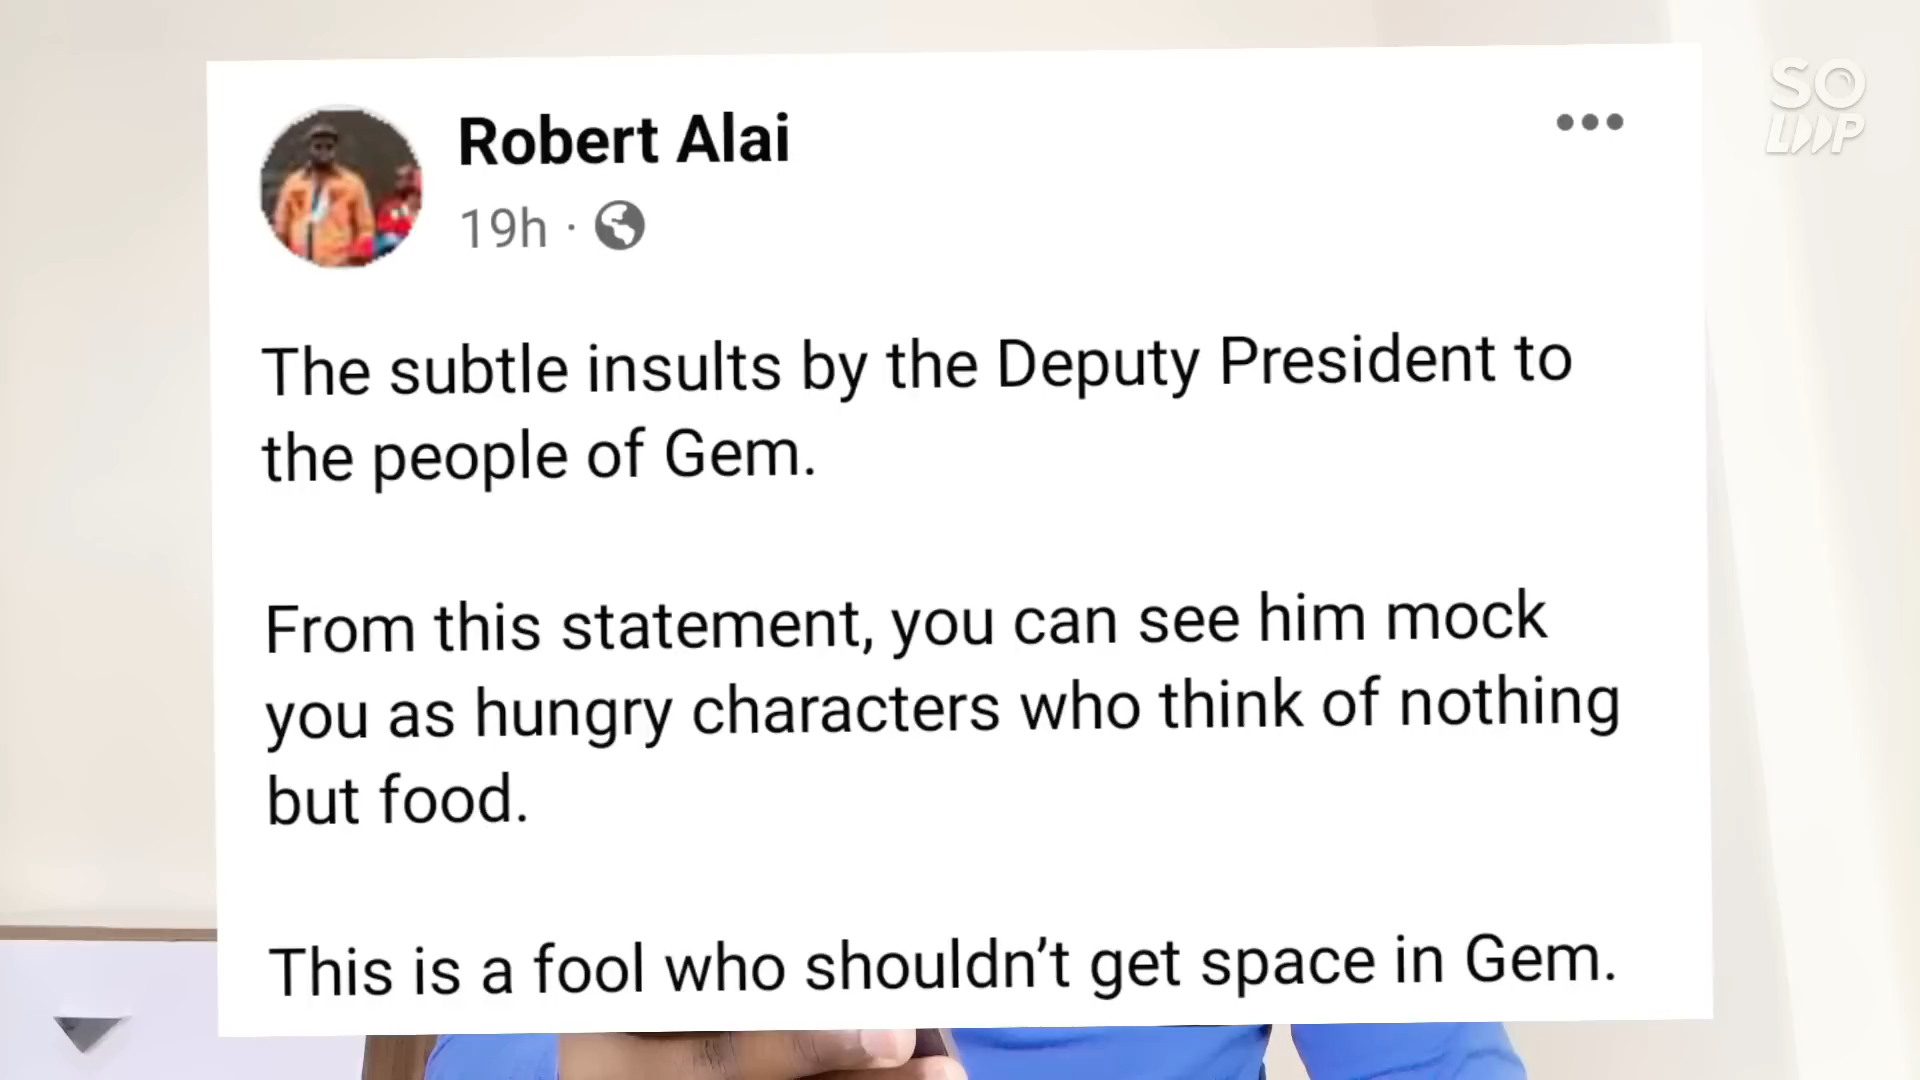 SO
LOOP
Robert Alai
19h ·
The subtle insults by the Deputy President to
the people of Gem.
From this statement, you can see him mock
you as hungry characters who think of nothing
but food.
This is a fool who shouldn't get space in Gem.